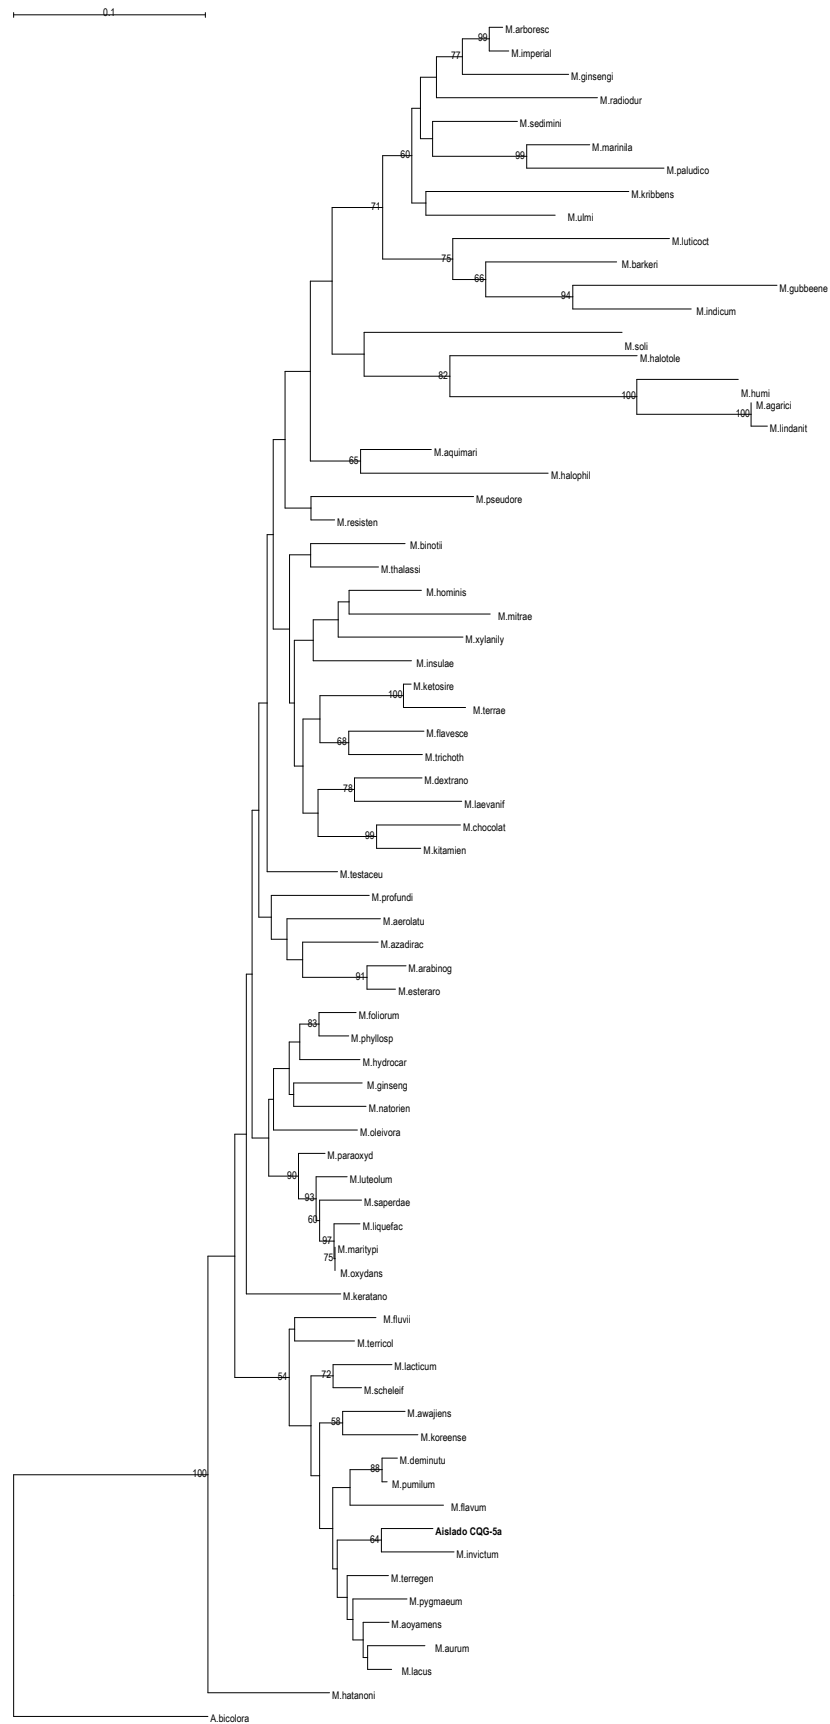 0.1
M.arboresc
99
M.imperial
77
M.ginsengi
M.radiodur
M.sedimini
M.marinila
60
99
M.paludico
M.kribbens
71
M.ulmi
M.luticoct
75
M.barkeri
66
M.gubbeene
94
M.indicum
M.soli
M.halotole
82
M.humi
100
M.agarici
100
M.lindanit
M.aquimari
65
M.halophil
M.pseudore
M.resisten
M.binotii
M.thalassi
M.hominis
M.mitrae
M.xylanily
M.insulae
M.ketosire
100
M.terrae
M.flavesce
68
M.trichoth
M.dextrano
78
M.laevanif
M.chocolat
99
M.kitamien
M.testaceu
M.profundi
M.aerolatu
M.azadirac
M.arabinog
91
M.esteraro
M.foliorum
83
M.phyllosp
M.hydrocar
M.ginseng
M.natorien
M.oleivora
M.paraoxyd
90
M.luteolum
93
M.saperdae
60
M.liquefac
97
M.maritypi
75
M.oxydans
M.keratano
M.fluvii
M.terricol
M.lacticum
54
72
M.scheleif
M.awajiens
58
M.koreense
M.deminutu
88
100
M.pumilum
M.flavum
Aislado CQG-5a
64
M.invictum
M.terregen
M.pygmaeum
M.aoyamens
M.aurum
M.lacus
M.hatanoni
A.bicolora